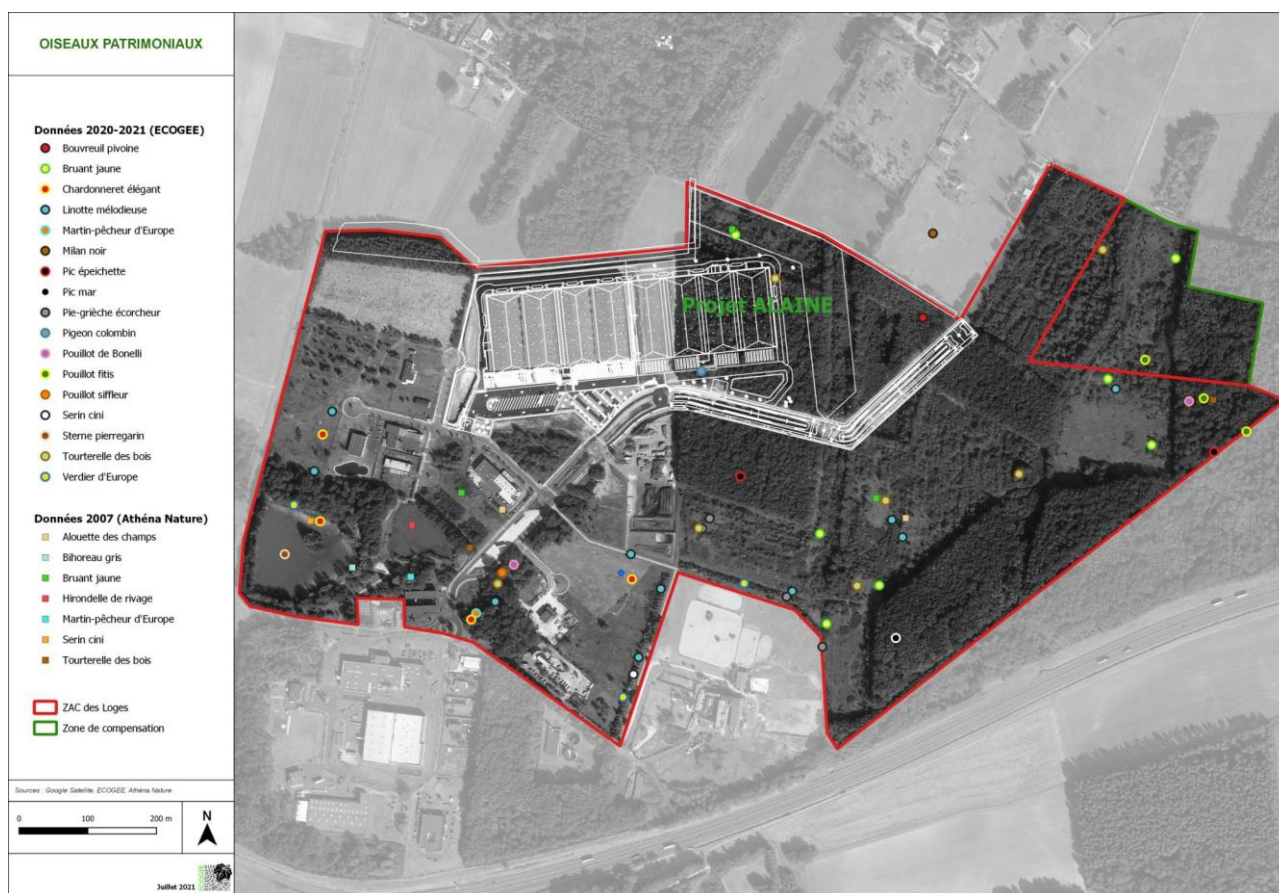 OISEAUX PATRIMONIAUX
Données 2020-2021 (ECOGEE)
Bouvreuil pivoine
Bruant jaune
Chardonneret élégant
Linotte mélodieuse
Martin-pêcheur d'Europe
Milan noir
Pic épeichette
Pic mar
Pie-grièche écorcheur
Pigeon colombin
Pouillot de Bonelli
Pouillot fitis
Pouillot siffleur
Serin cini
Sterne pierregarin
Tourterelle des bois
Verdier d'Europe
Données 2007 (Athéna Nature)
Alouette des champs
Bihoreau gris
Bruant jaune
Hirondelle de rivage
Martin-pêcheur d'Europe
Serin cini
Tourterelle des bois
ZAC des Loges
Zone de compensation
Sources : Google Satellite, ECOGEE, Athéna Nature
0 100 200 m
N
Juillet 2021
ECOGEE
Projet ALAINE